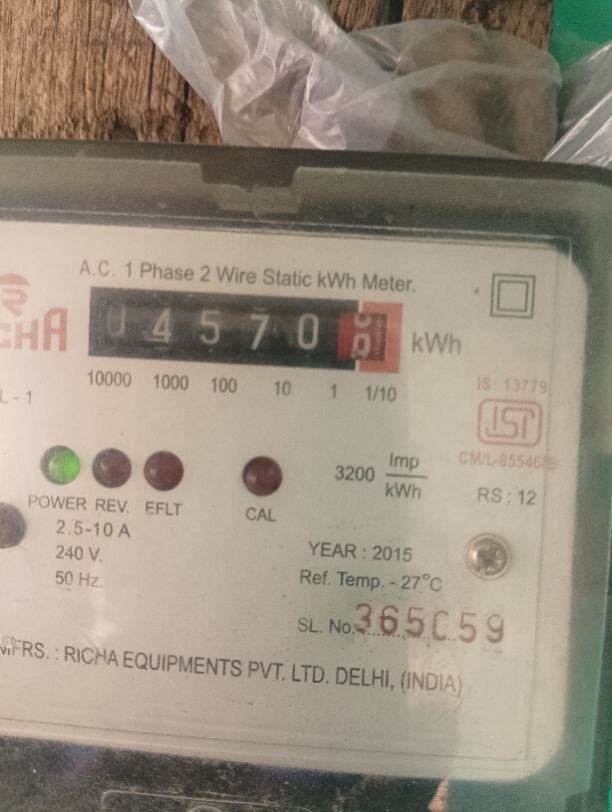 A.C. 1 Phase 2 Wire Static kWh Meter.
04570 kWh
10000 1000 100 10 1 1/10
IS: 13779
ISI
3200 Imp/kWh
POWER REV. EFLT CAL
RS : 12
2.5-10 A
240 V.
50 Hz.
YEAR : 2015
Ref. Temp. - 27°C
SL. No.
MFRS. : RICHA EQUIPMENTS PVT. LTD. DELHI, (INDIA)